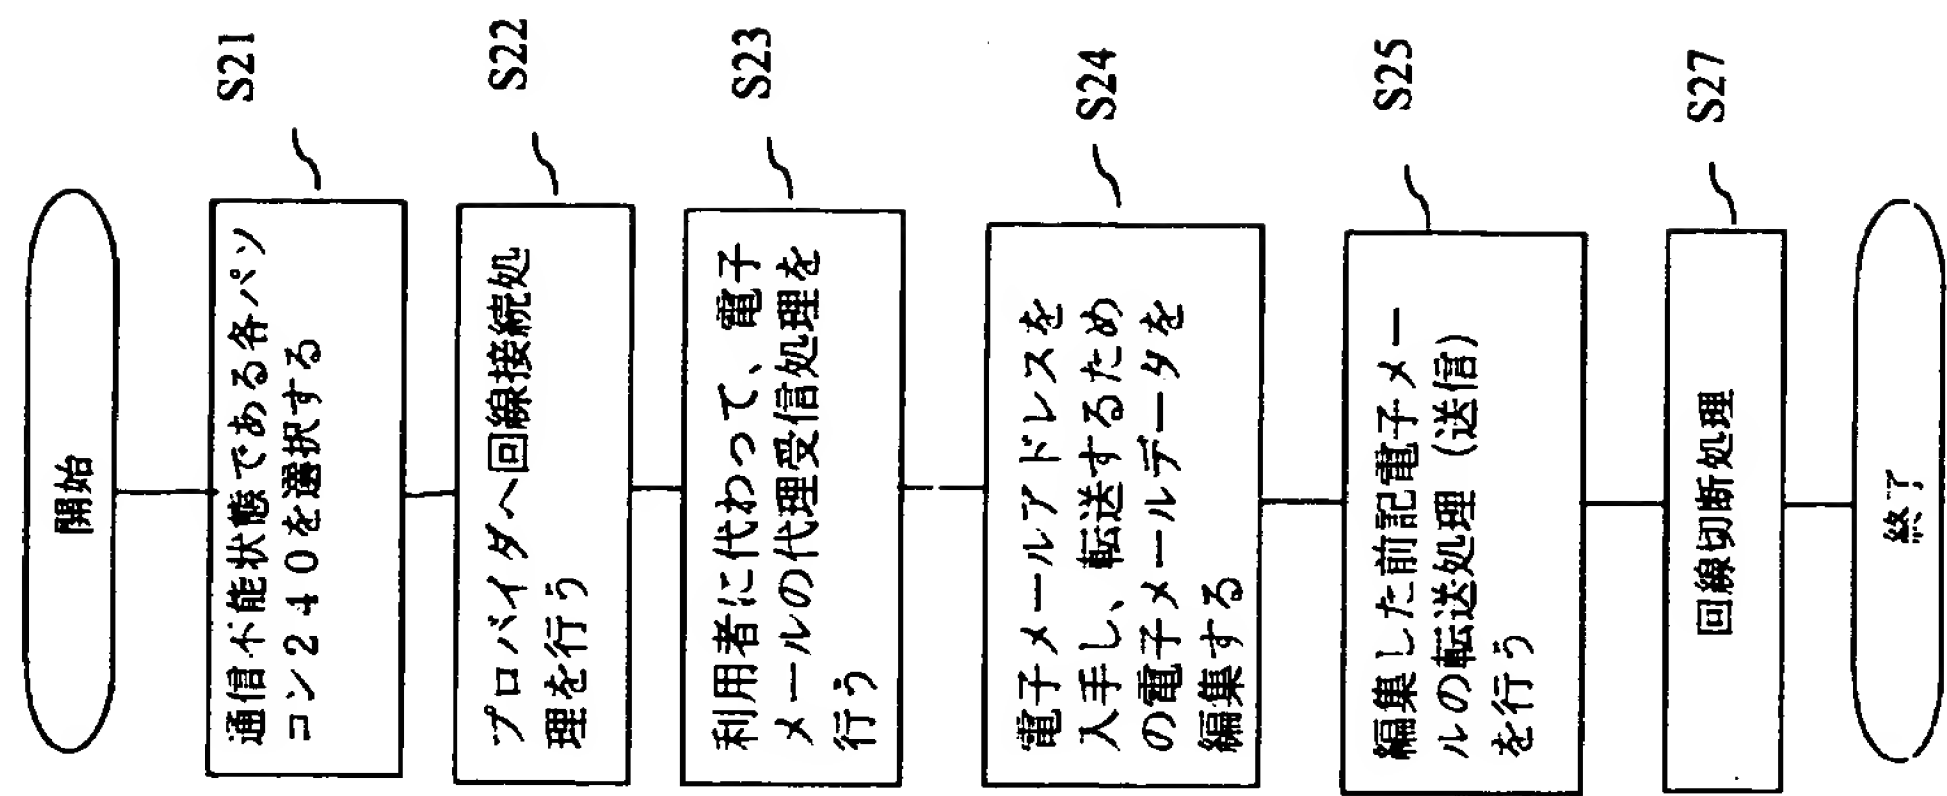 開始
S21
通信不能状態である各パソ
コン240を選択する
S22
プロバイダへ回線接続処
理を行う
S23
利用者に代わって、電子
メールの代理受信処理を
行う
S24
電子メールアドレスを
入手し、転送するため
の電子メールデータを
編集する
S25
編集した前記電子メー
ルの転送処理（送信）
を行う
S27
回線切断処理
終了